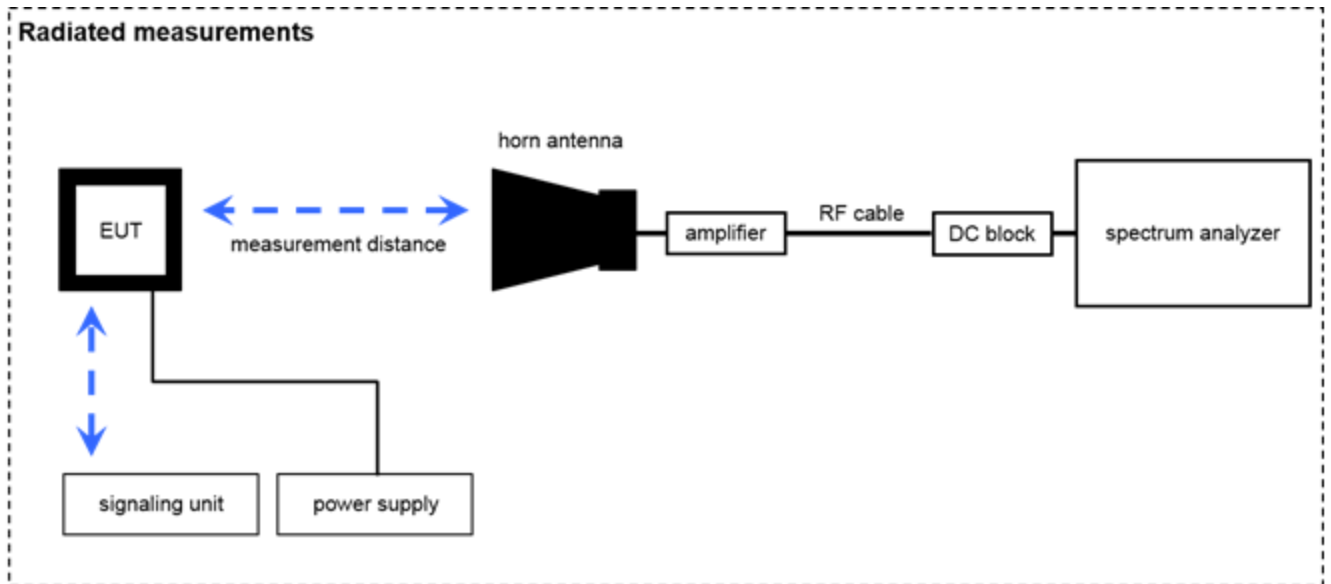 Radiated measurements
horn antenna
EUT
measurement distance
amplifier
RF cable
DC block
spectrum analyzer
signaling unit
power supply